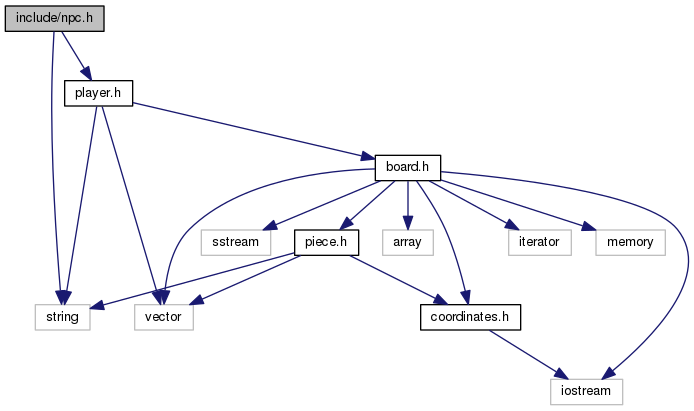 include/npc.h
player.h
board.h
sstream
piece.h
array
iterator
memory
string
vector
coordinates.h
iostream